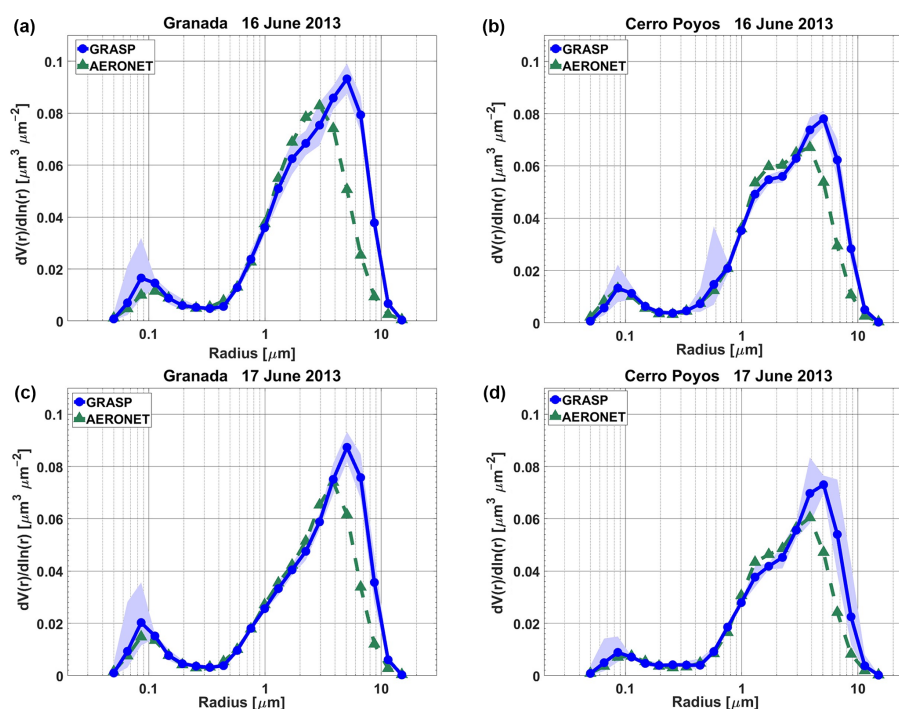 (a) Granada 16 June 2013
GRASP
AERONET
0.1
0.08
0.06
0.04
0.02
0
dV(r)/dln(r) [μm³ μm⁻²]
0.1 1 10
Radius [μm]
(b) Cerro Poyos 16 June 2013
GRASP
AERONET
0.1
0.08
0.06
0.04
0.02
0
dV(r)/dln(r) [μm³ μm⁻²]
0.1 1 10
Radius [μm]
(c) Granada 17 June 2013
GRASP
AERONET
0.1
0.08
0.06
0.04
0.02
0
dV(r)/dln(r) [μm³ μm⁻²]
0.1 1 10
Radius [μm]
(d) Cerro Poyos 17 June 2013
GRASP
AERONET
0.1
0.08
0.06
0.04
0.02
0
dV(r)/dln(r) [μm³ μm⁻²]
0.1 1 10
Radius [μm]